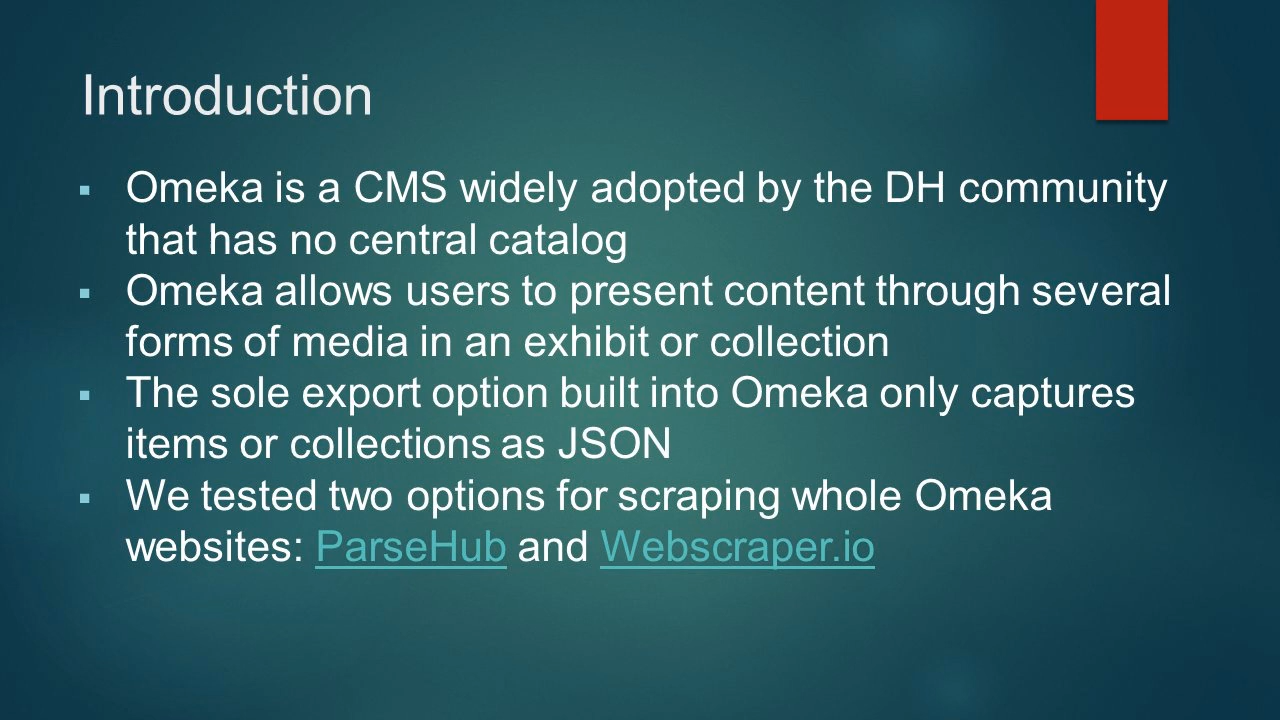 Introduction
▪ Omeka is a CMS widely adopted by the DH community
that has no central catalog
▪ Omeka allows users to present content through several
forms of media in an exhibit or collection
▪ The sole export option built into Omeka only captures
items or collections as JSON
▪ We tested two options for scraping whole Omeka
websites: ParseHub and Webscraper.io